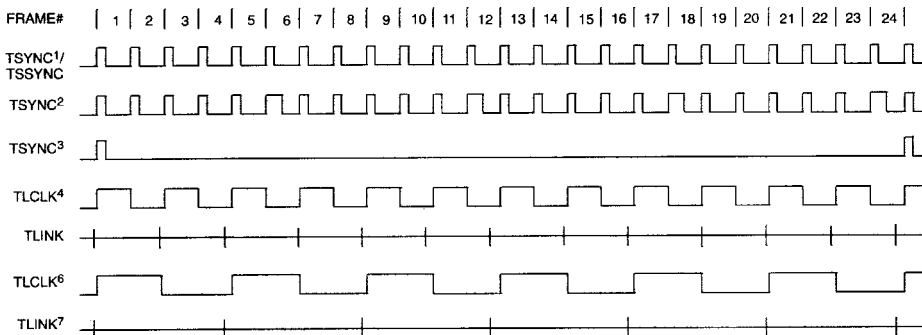 FRAME# | 1 | 2 | 3 | 4 | 5 | 6 | 7 | 8 | 9 | 10 | 11 | 12 | 13 | 14 | 15 | 16 | 17 | 18 | 19 | 20 | 21 | 22 | 23 | 24 |
TSYNC¹/
TSSYNC
TSYNC²
TSYNC³
TLCLK⁴
TLINK
TLCLK⁶
TLINK⁷